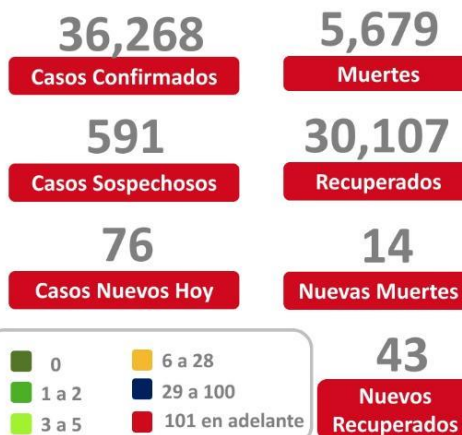 36,268
Casos Confirmados
5,679
Muertes
591
Casos Sospechosos
30,107
Recuperados
76
Casos Nuevos Hoy
14
Nuevas Muertes
0
1 a 2
3 a 5
6 a 28
29 a 100
101 en adelante
43
Nuevos
Recuperados